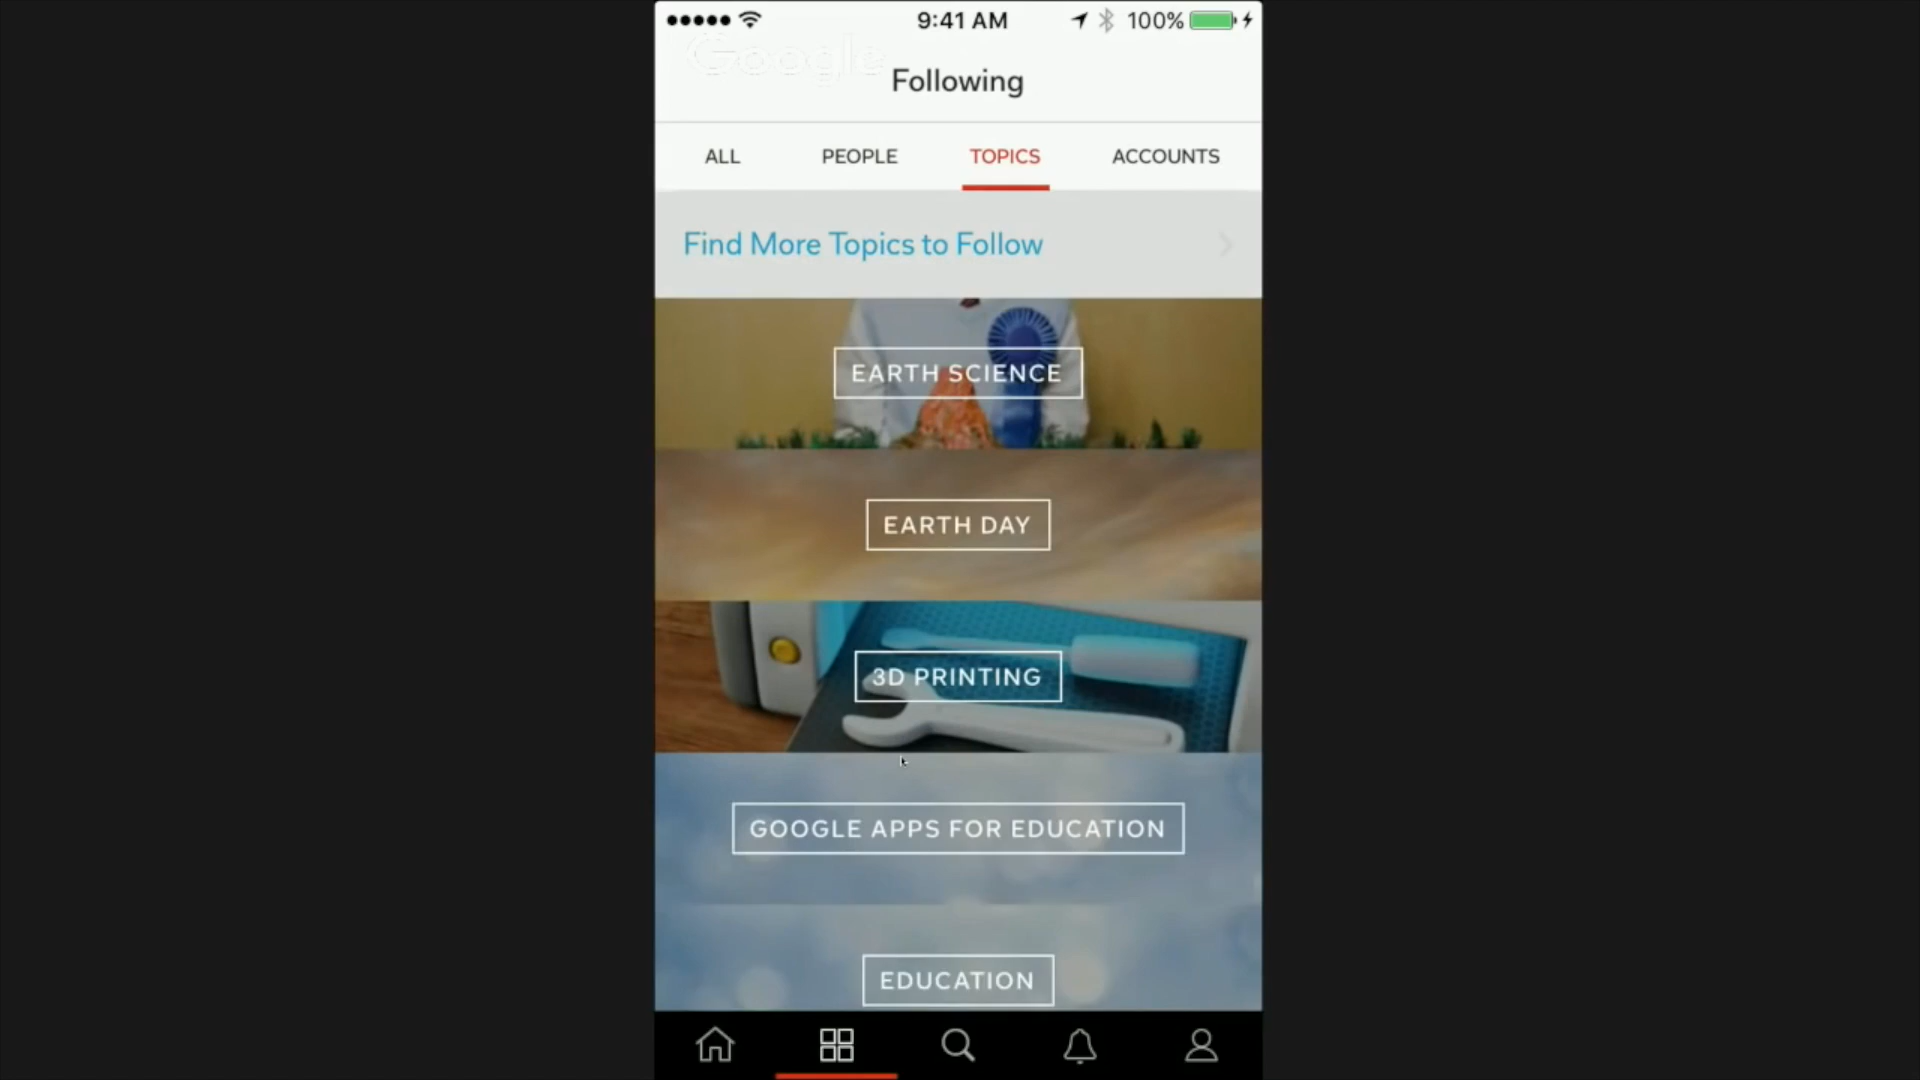 9:41 AM
100%
Google
Following
ALL
PEOPLE
TOPICS
ACCOUNTS
Find More Topics to Follow
EARTH SCIENCE
EARTH DAY
3D PRINTING
GOOGLE APPS FOR EDUCATION
EDUCATION